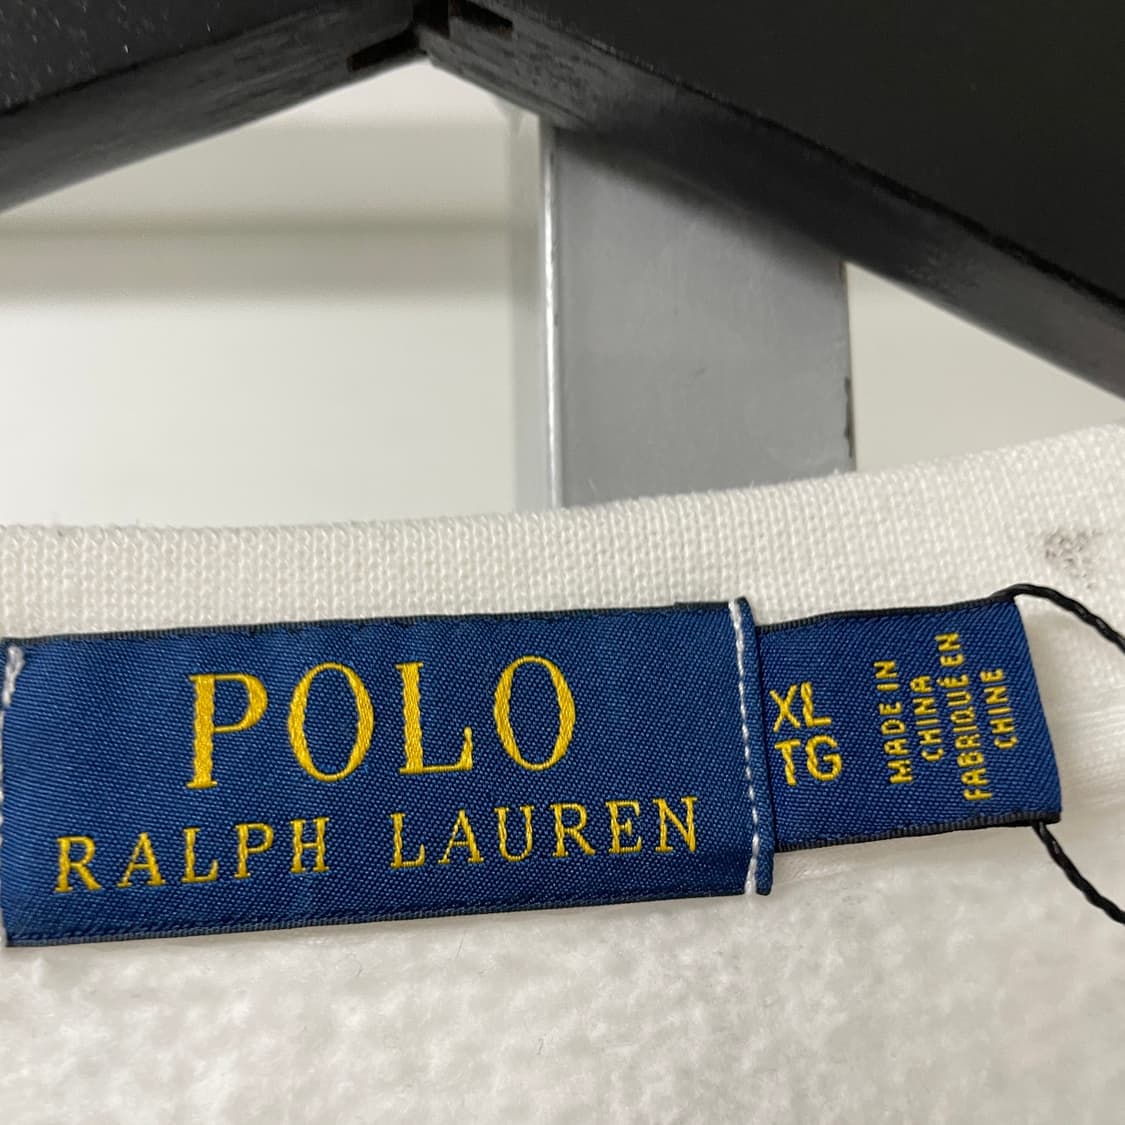 POLO
RALPH LAUREN
XL
TG
MADE IN
CHINA
FABRIQUÉ EN
CHINE